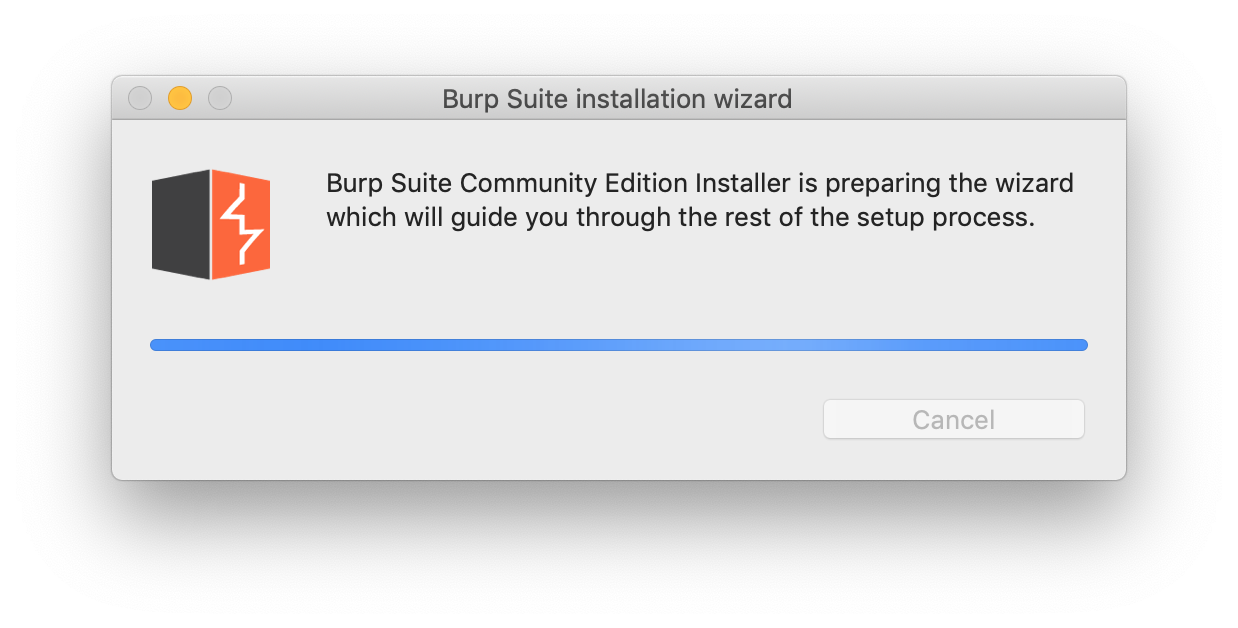 Burp Suite installation wizard
Burp Suite Community Edition Installer is preparing the wizard
which will guide you through the rest of the setup process.
Cancel